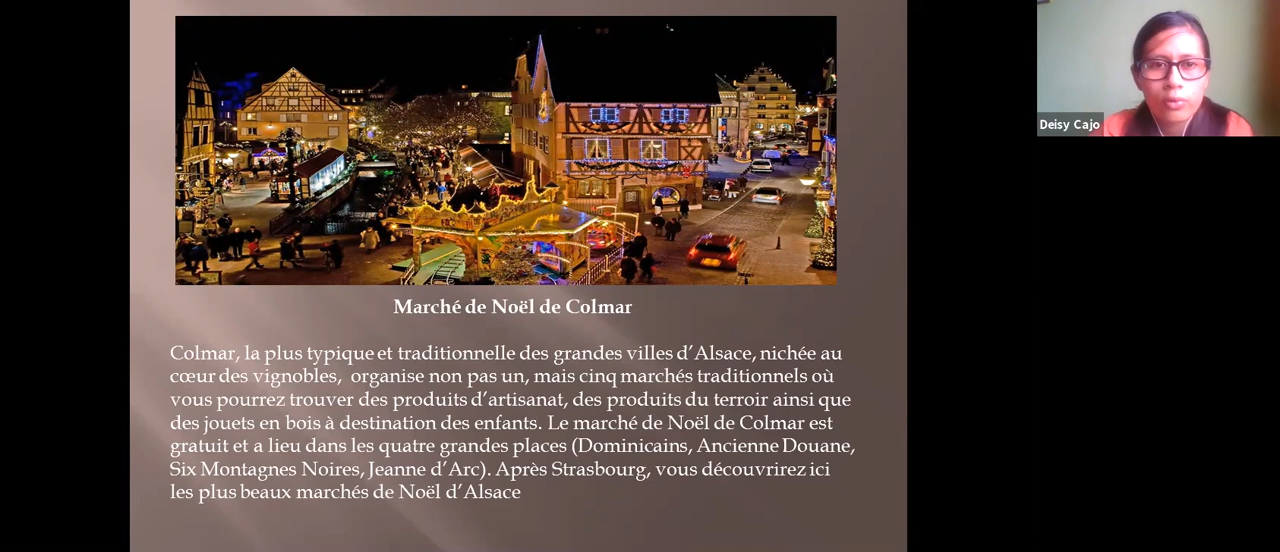 Marché de Noël de Colmar
Colmar, la plus typique et traditionnelle des grandes villes d’Alsace, nichée au
cœur des vignobles, organise non pas un, mais cinq marchés traditionnels où
vous pourrez trouver des produits d’artisanat, des produits du terroir ainsi que
des jouets en bois à destination des enfants. Le marché de Noël de Colmar est
gratuit et a lieu dans les quatre grandes places (Dominicains, Ancienne Douane,
Six Montagnes Noires, Jeanne d’Arc). Après Strasbourg, vous découvrirez ici
les plus beaux marchés de Noël d’Alsace
Deisy Cajo